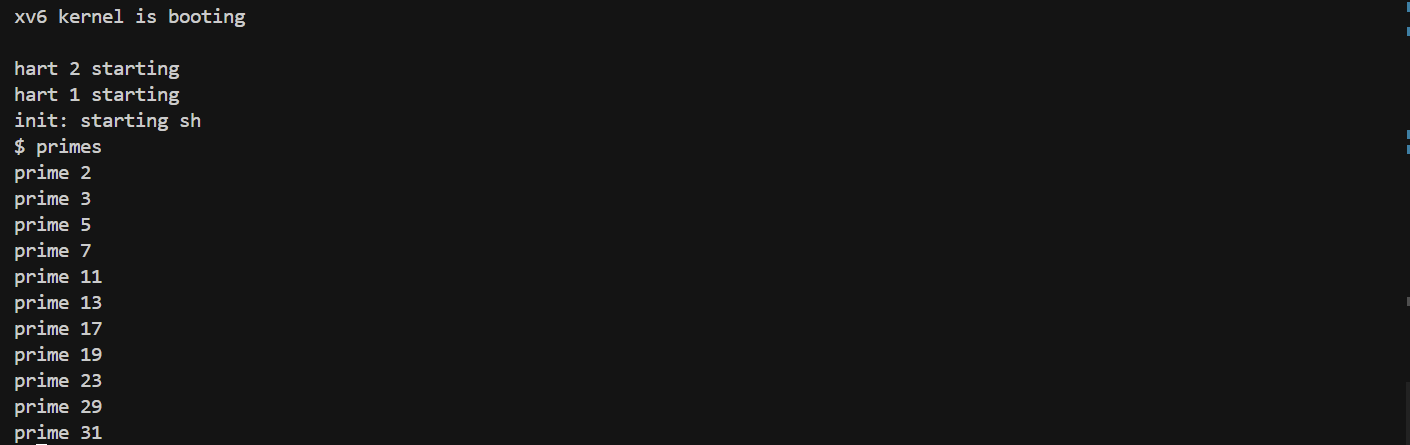 xv6 kernel is booting
hart 2 starting
hart 1 starting
init: starting sh
$ primes
prime 2
prime 3
prime 5
prime 7
prime 11
prime 13
prime 17
prime 19
prime 23
prime 29
prime 31